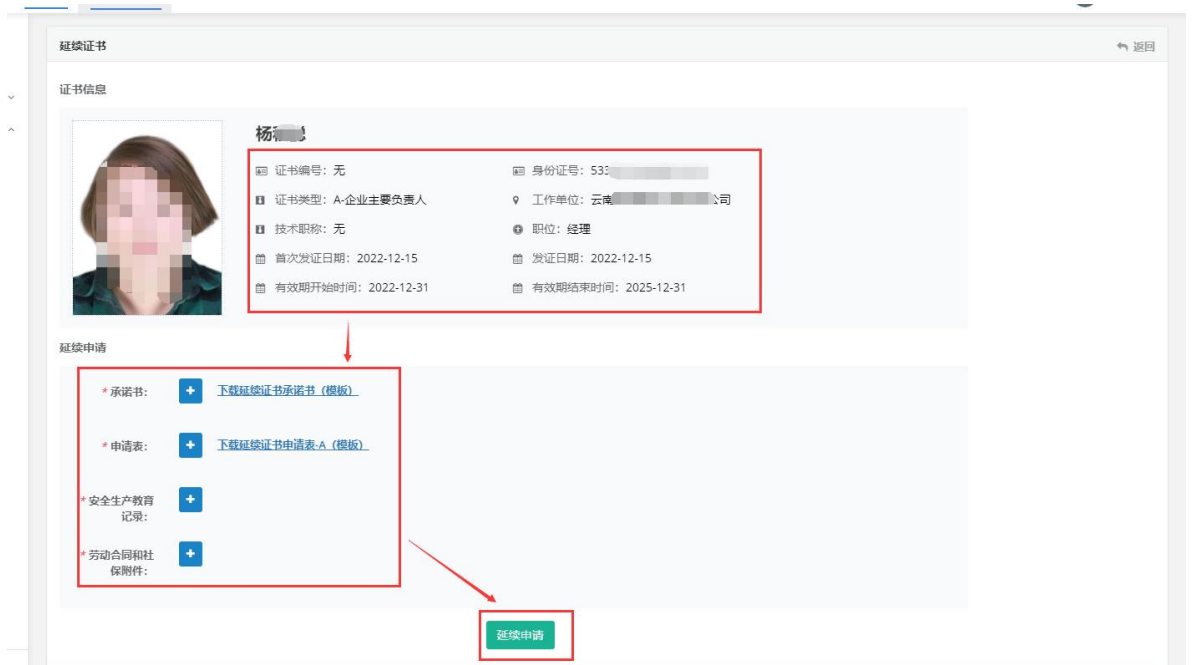 延续证书
返回
证书信息
杨
证书编号：无 身份证号：533
证书类型：A-企业主要负责人 工作单位：云南 公司
技术职称：无 职位：经理
首次发证日期：2022-12-15 发证日期：2022-12-15
有效期开始时间：2022-12-31 有效期结束时间：2025-12-31
延续申请
*承诺书： + 下载延续证书承诺书（模板）
*申请表： + 下载延续证书申请表-A（模板）
*安全生产教育 +
记录：
*劳动合同和社 +
保附件：
延续申请